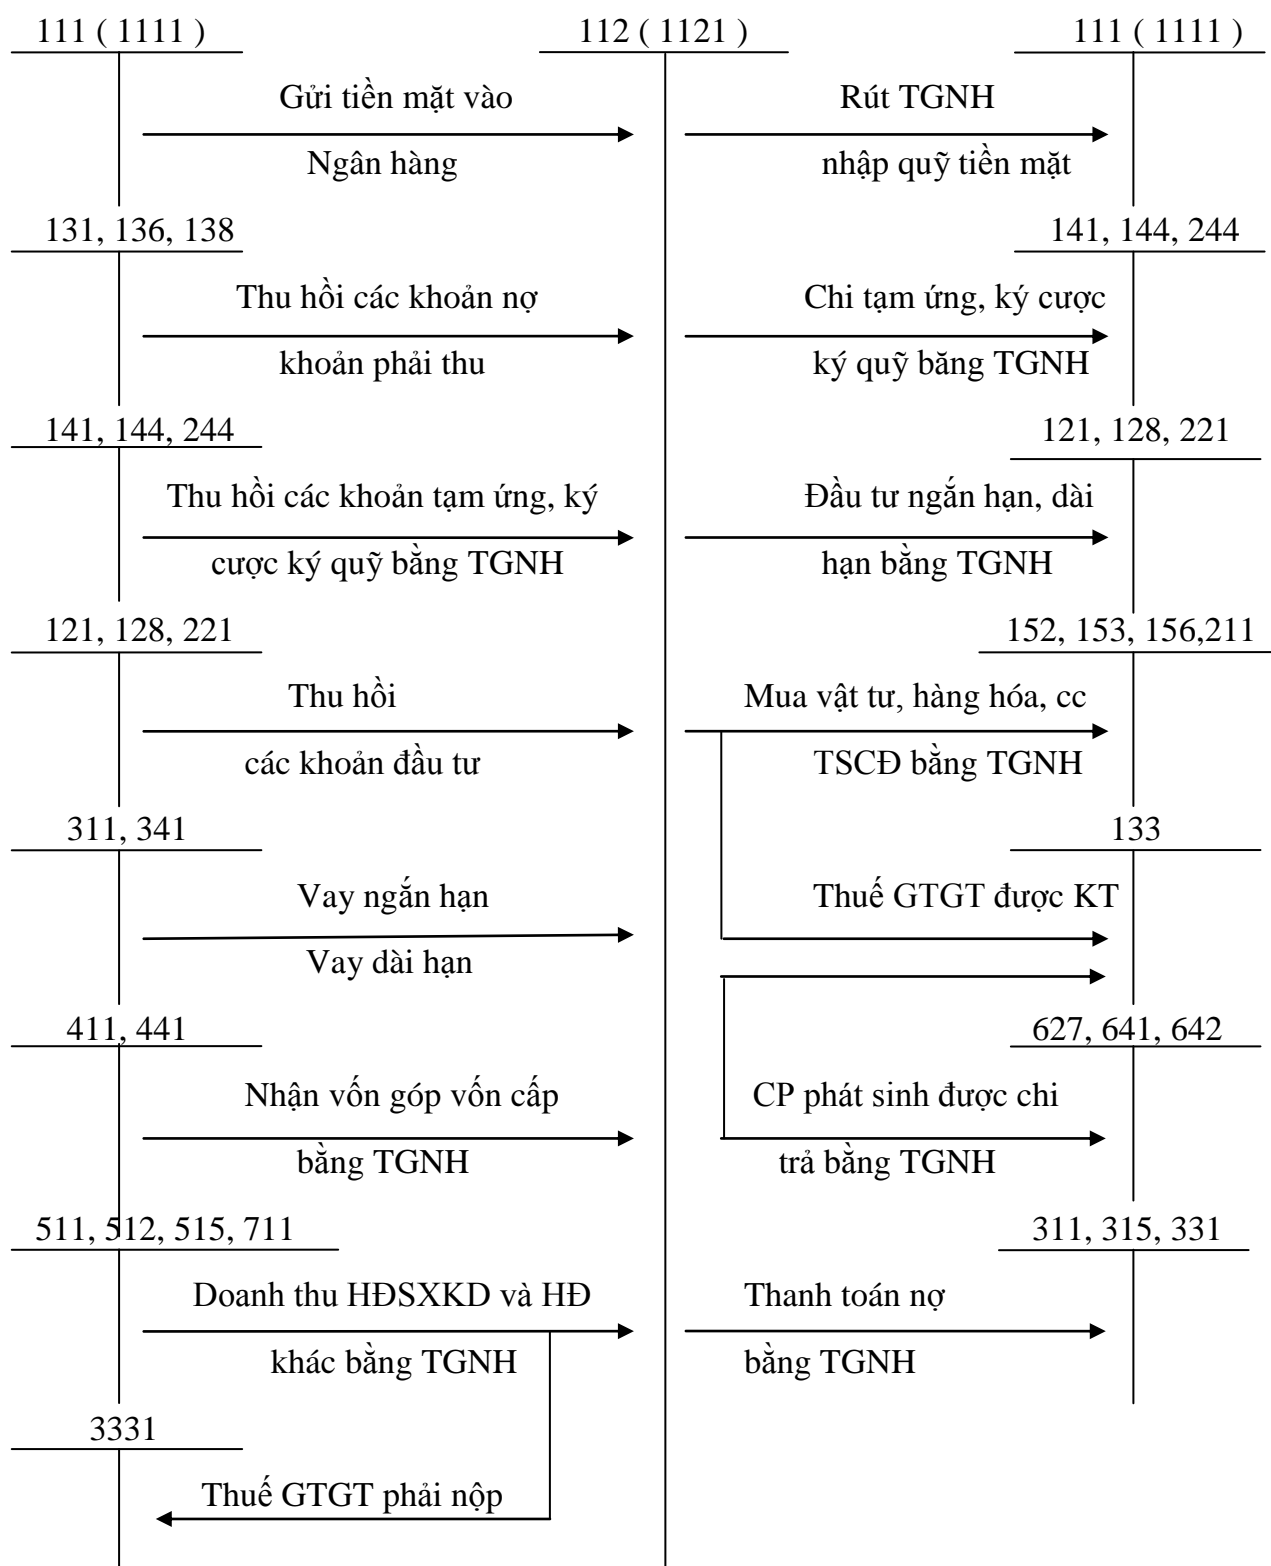 111 ( 1111 )
112 ( 1121 )
111 ( 1111 )
Gửi tiền mặt vào
Rút TGNH
Ngân hàng
nhập quỹ tiền mặt
131, 136, 138
141, 144, 244
Thu hồi các khoản nợ
Chi tạm ứng, ký cược
khoản phải thu
ký quỹ băng TGNH
141, 144, 244
121, 128, 221
Thu hồi các khoản tạm ứng, ký
Đầu tư ngắn hạn, dài
cược ký quỹ bằng TGNH
hạn bằng TGNH
121, 128, 221
152, 153, 156,211
Thu hồi
Mua vật tư, hàng hóa, cc
các khoản đầu tư
TSCĐ bằng TGNH
311, 341
133
Vay ngắn hạn
Thuế GTGT được KT
Vay dài hạn
411, 441
627, 641, 642
Nhận vốn góp vốn cấp
CP phát sinh được chi
bằng TGNH
trả bằng TGNH
511, 512, 515, 711
311, 315, 331
Doanh thu HĐSXKD và HĐ
Thanh toán nợ
khác bằng TGNH
bằng TGNH
3331
Thuế GTGT phải nộp